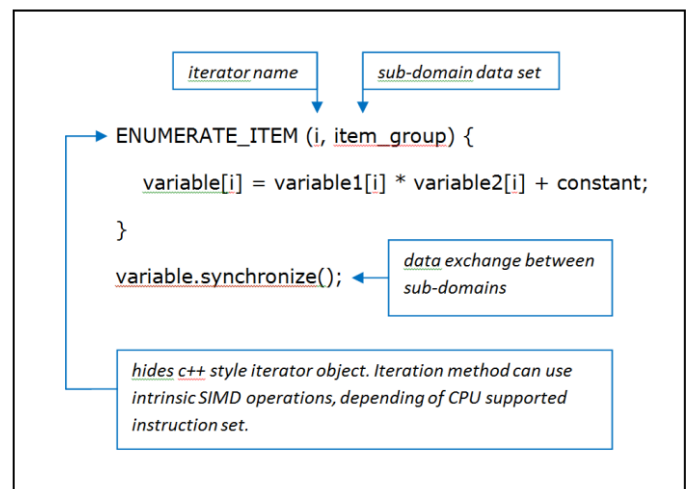 iterator name
sub-domain data set
ENUMERATE_ITEM (i, item_group) {
variable[i] = variable1[i] * variable2[i] + constant;
}
variable.synchronize();
data exchange between
sub-domains
hides c++ style iterator object. Iteration method can use
intrinsic SIMD operations, depending of CPU supported
instruction set.